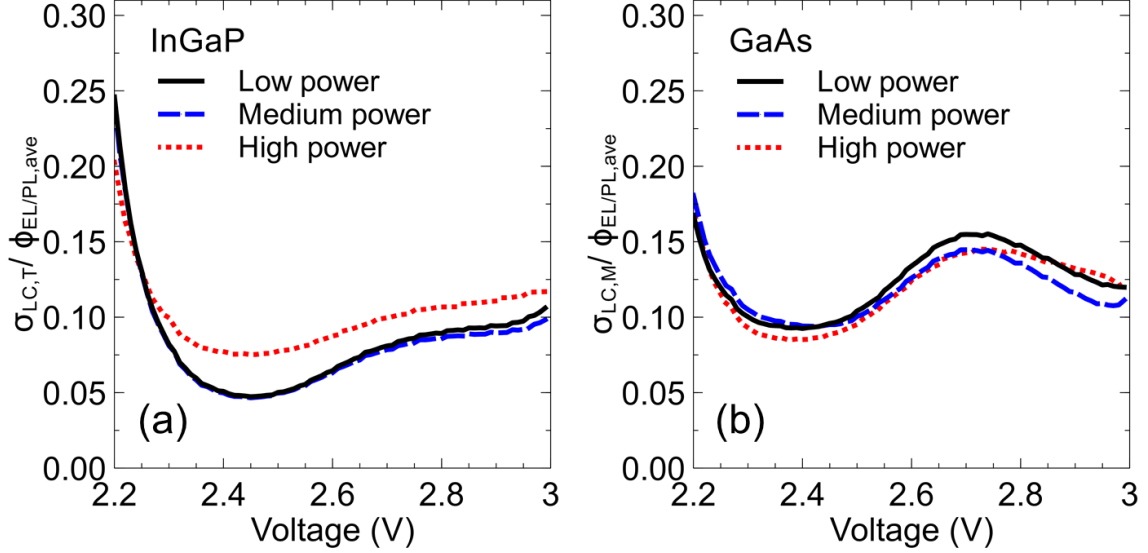 InGaP
Low power
Medium power
High power
σLC,T/ ϕEL/PL,ave
0.30
0.25
0.20
0.15
0.10
0.05
0.00
(a)
2.2 2.4 2.6 2.8 3
Voltage (V)
GaAs
Low power
Medium power
High power
σLC,M/ ϕEL/PL,ave
0.30
0.25
0.20
0.15
0.10
0.05
0.00
(b)
2.2 2.4 2.6 2.8 3
Voltage (V)